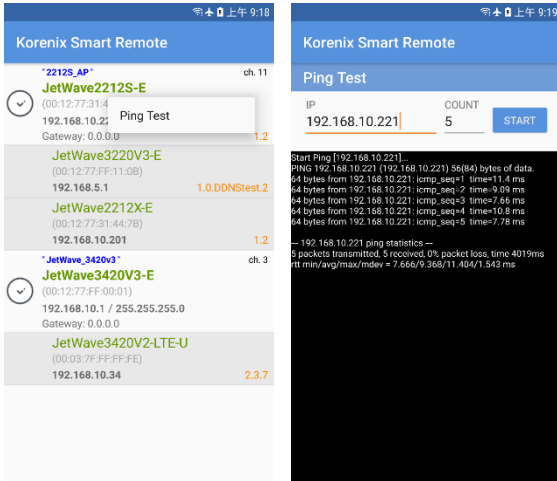 上午 9:18
Korenix Smart Remote
"2212S_AP" ch. 11
JetWave2212S-E
(00:12:77:31:4
Ping Test
192.168.10.22
Gateway: 0.0.0.0 1.2
JetWave3220V3-E
(00:12:77:FF:11:0B)
192.168.5.1 1.0.DDNStest.2
JetWave2212X-E
(00:12:77:31:44:7B)
192.168.10.201 1.2
"JetWave_3420v3" ch. 3
JetWave3420V3-E
(00:12:77:FF:00:01)
192.168.10.1 / 255.255.255.0
Gateway: 0.0.0.0
JetWave3420V2-LTE-U
(00:03:7F:FF:FF:FE)
192.168.10.34 2.3.7
上午 9:19
Korenix Smart Remote
Ping Test
IP COUNT
192.168.10.221 5 START
Start Ping [192.168.10.221]...
PING 192.168.10.221 (192.168.10.221) 56(84) bytes of data.
64 bytes from 192.168.10.221: icmp_seq=1 time=11.4 ms
64 bytes from 192.168.10.221: icmp_seq=2 time=9.09 ms
64 bytes from 192.168.10.221: icmp_seq=3 time=7.66 ms
64 bytes from 192.168.10.221: icmp_seq=4 time=10.8 ms
64 bytes from 192.168.10.221: icmp_seq=5 time=7.78 ms
--- 192.168.10.221 ping statistics ---
5 packets transmitted, 5 received, 0% packet loss, time 4019ms
rtt min/avg/max/mdev = 7.666/9.368/11.404/1.543 ms